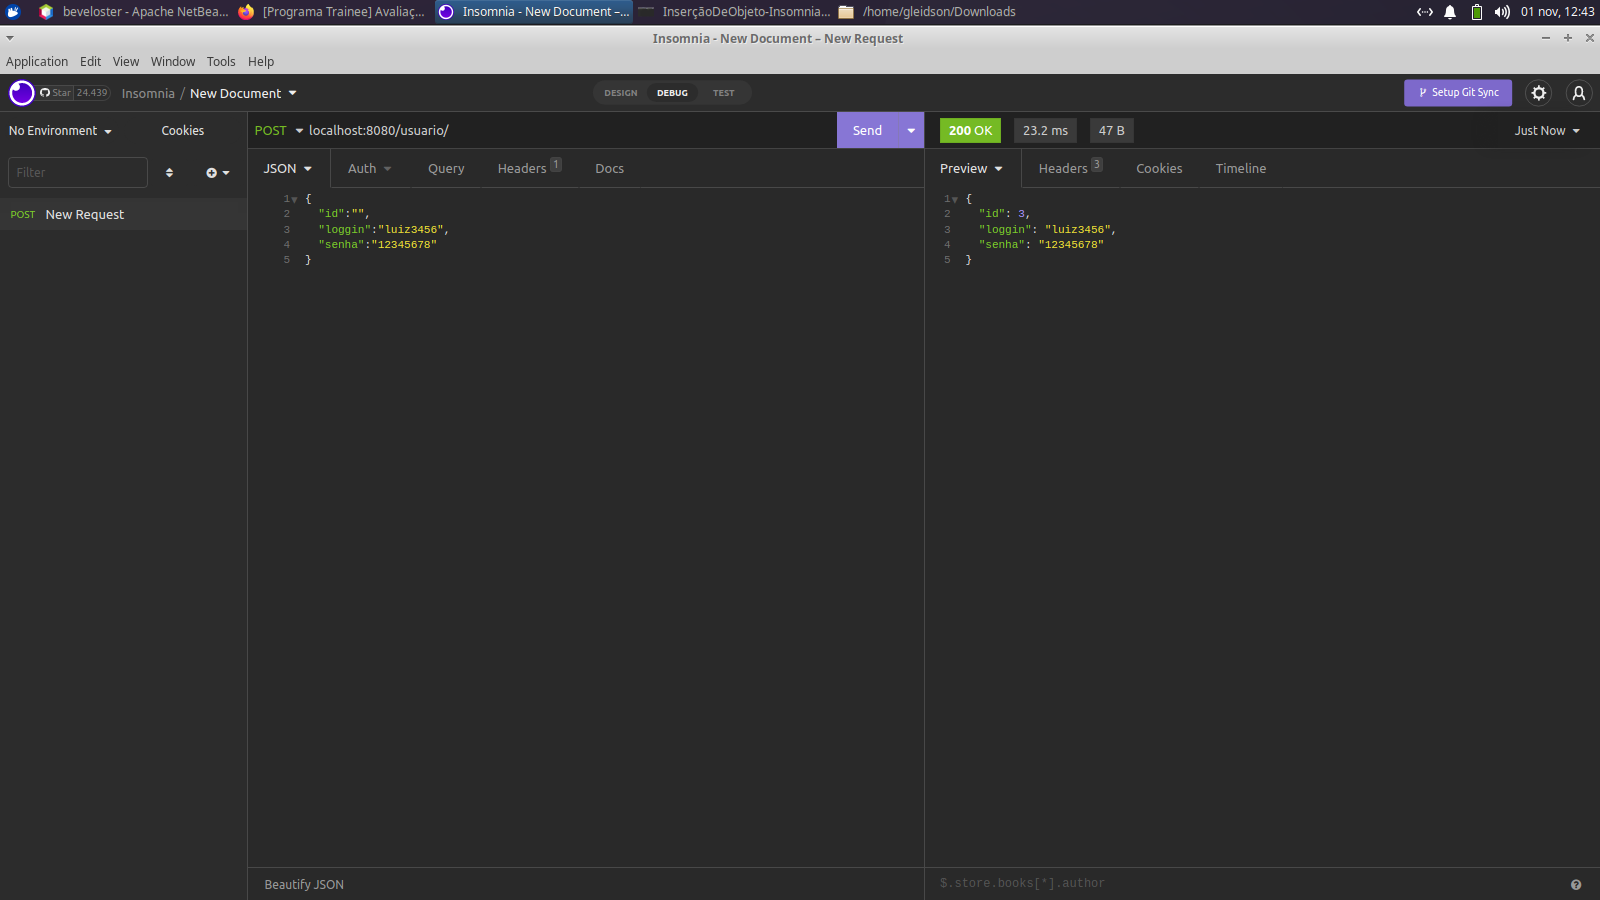 beveloster - Apache NetBea... [Programa Trainee] Avaliaç... Insomnia - New Document –... InserçãoDeObjeto-Insomnia... /home/gleidson/Downloads 01 nov, 12:43
Insomnia - New Document – New Request
Application Edit View Window Tools Help
Star 24.439 Insomnia / New Document DESIGN DEBUG TEST Setup Git Sync
No Environment Cookies POST localhost:8080/usuario/ Send 200 OK 23.2 ms 47 B Just Now
Filter JSON Auth Query Headers 1 Docs Preview Headers 3 Cookies Timeline
POST New Request
1 {
2 "id":"",
3 "loggin":"luiz3456",
4 "senha":"12345678"
5 }
1 {
2 "id": 3,
3 "loggin": "luiz3456",
4 "senha": "12345678"
5 }
Beautify JSON $.store.books[*].author